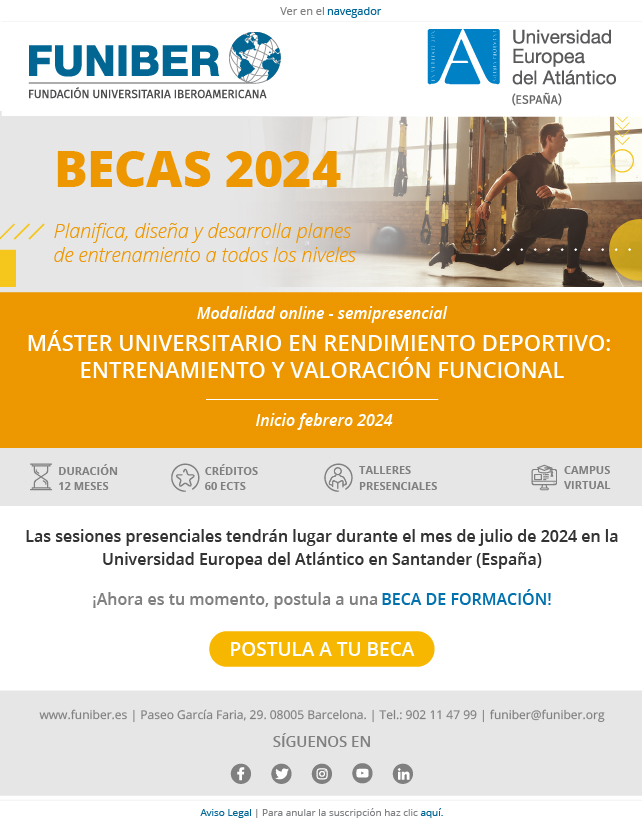 Ver en el navegador
FUNIBER
FUNDACIÓN UNIVERSITARIA IBEROAMERICANA
Universidad
Europea
del Atlántico
(ESPAÑA)
BECAS 2024
Planifica, diseña y desarrolla planes
de entrenamiento a todos los niveles
Modalidad online - semipresencial
MÁSTER UNIVERSITARIO EN RENDIMIENTO DEPORTIVO:
ENTRENAMIENTO Y VALORACIÓN FUNCIONAL
Inicio febrero 2024
DURACIÓN
12 MESES
CRÉDITOS
60 ECTS
TALLERES
PRESENCIALES
CAMPUS
VIRTUAL
Las sesiones presenciales tendrán lugar durante el mes de julio de 2024 en la
Universidad Europea del Atlántico en Santander (España)
¡Ahora es tu momento, postula a una BECA DE FORMACIÓN!
POSTULA A TU BECA
www.funiber.es | Paseo García Faria, 29. 08005 Barcelona. | Tel.: 902 11 47 99 | funiber@funiber.org
SÍGUENOS EN
Aviso Legal | Para anular la suscripción haz clic aquí.